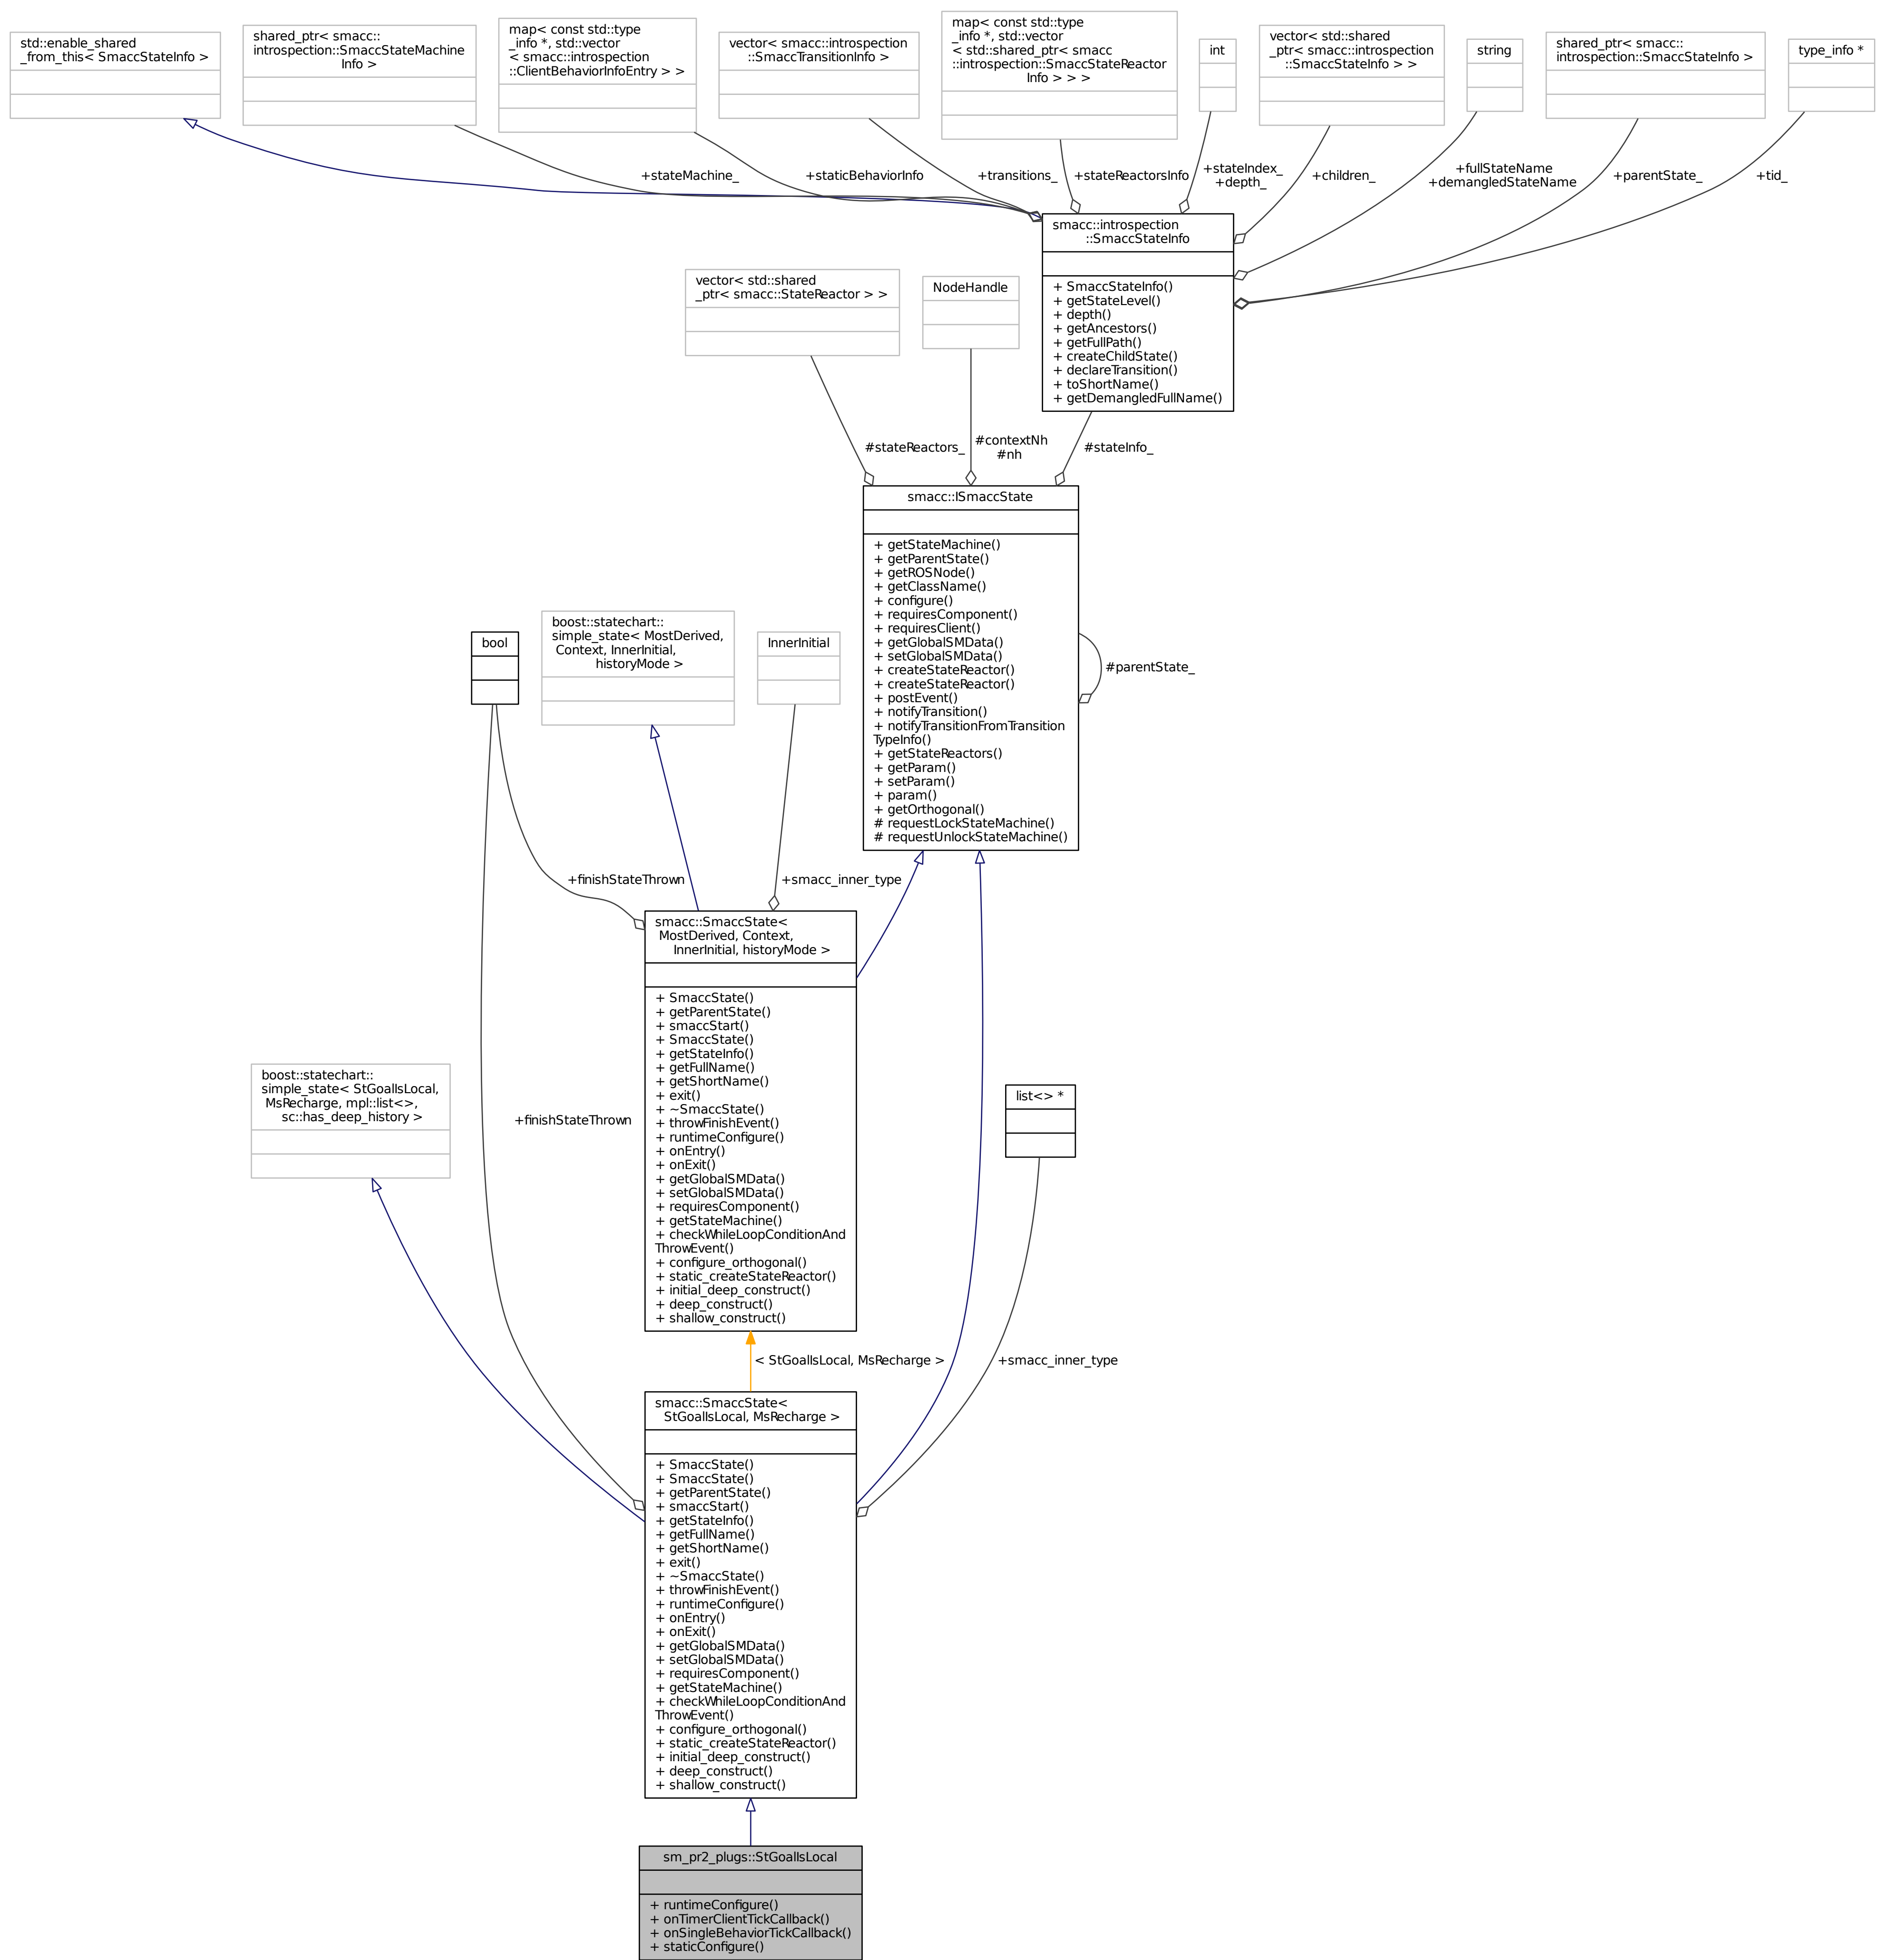 std::enable_shared
_from_this< SmaccStateInfo >
shared_ptr< smacc::
introspection::SmaccStateMachine
Info >
map< const std::type
_info *, std::vector
< smacc::introspection
::ClientBehaviorInfoEntry > >
vector< smacc::introspection
::SmaccTransitionInfo >
map< const std::type
_info *, std::vector
< std::shared_ptr< smacc
::introspection::SmaccStateReactor
Info > > >
int
vector< std::shared
_ptr< smacc::introspection
::SmaccStateInfo > >
string
shared_ptr< smacc::
introspection::SmaccStateInfo >
type_info *
+stateMachine_
+staticBehaviorInfo
+transitions_
+stateReactorsInfo
+stateIndex_
+depth_
+children_
+fullStateName
+demangledStateName
+parentState_
+tid_
smacc::introspection
::SmaccStateInfo
+ SmaccStateInfo()
+ getStateLevel()
+ depth()
+ getAncestors()
+ getFullPath()
+ createChildState()
+ declareTransition()
+ toShortName()
+ getDemangledFullName()
vector< std::shared
_ptr< smacc::StateReactor > >
NodeHandle
#stateReactors_
#contextNh
#nh
#stateInfo_
smacc::ISmaccState
+ getStateMachine()
+ getParentState()
+ getROSNode()
+ getClassName()
+ configure()
+ requiresComponent()
+ requiresClient()
+ getGlobalSMData()
+ setGlobalSMData()
+ createStateReactor()
+ createStateReactor()
+ postEvent()
+ notifyTransition()
+ notifyTransitionFromTransition
TypeInfo()
+ getStateReactors()
+ getParam()
+ setParam()
+ param()
+ getOrthogonal()
# requestLockStateMachine()
# requestUnlockStateMachine()
#parentState_
bool
boost::statechart::
simple_state< MostDerived,
Context, InnerInitial,
historyMode >
InnerInitial
+finishStateThrown
+smacc_inner_type
smacc::SmaccState<
MostDerived, Context,
InnerInitial, historyMode >
+ SmaccState()
+ getParentState()
+ smaccStart()
+ SmaccState()
+ getStateInfo()
+ getFullName()
+ getShortName()
+ exit()
+ ~SmaccState()
+ throwFinishEvent()
+ runtimeConfigure()
+ onEntry()
+ onExit()
+ getGlobalSMData()
+ setGlobalSMData()
+ requiresComponent()
+ getStateMachine()
+ checkWhileLoopConditionAnd
ThrowEvent()
+ configure_orthogonal()
+ static_createStateReactor()
+ initial_deep_construct()
+ deep_construct()
+ shallow_construct()
boost::statechart::
simple_state< StGoalIsLocal,
MsRecharge, mpl::list<>,
sc::has_deep_history >
+finishStateThrown
list<> *
< StGoalIsLocal, MsRecharge >
+smacc_inner_type
smacc::SmaccState<
StGoalIsLocal, MsRecharge >
+ SmaccState()
+ SmaccState()
+ getParentState()
+ smaccStart()
+ getStateInfo()
+ getFullName()
+ getShortName()
+ exit()
+ ~SmaccState()
+ throwFinishEvent()
+ runtimeConfigure()
+ onEntry()
+ onExit()
+ getGlobalSMData()
+ setGlobalSMData()
+ requiresComponent()
+ getStateMachine()
+ checkWhileLoopConditionAnd
ThrowEvent()
+ configure_orthogonal()
+ static_createStateReactor()
+ initial_deep_construct()
+ deep_construct()
+ shallow_construct()
sm_pr2_plugs::StGoalIsLocal
+ runtimeConfigure()
+ onTimerClientTickCallback()
+ onSingleBehaviorTickCallback()
+ staticConfigure()